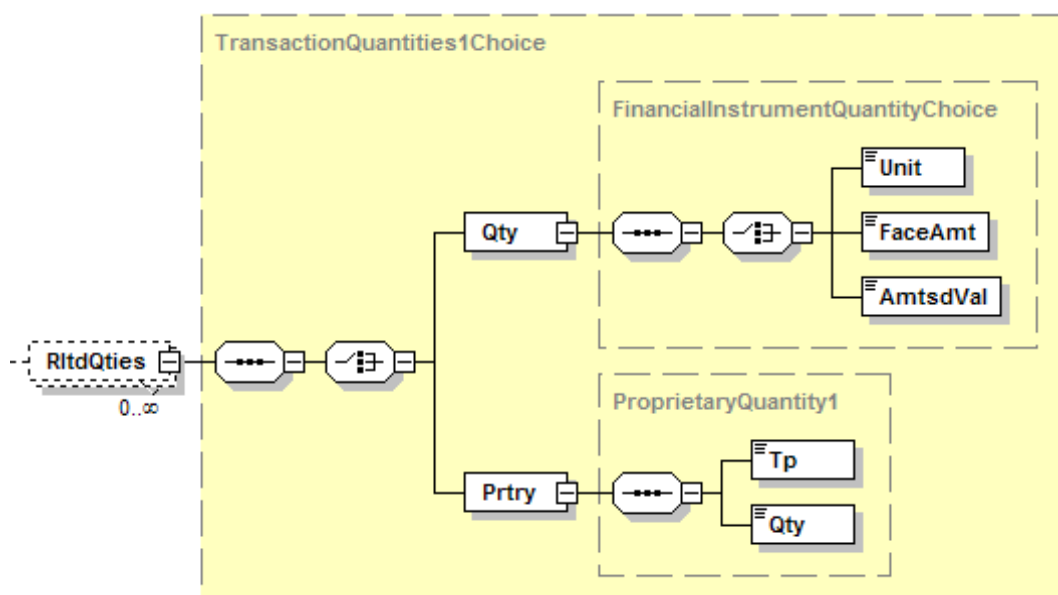 TransactionQuantities1Choice
FinancialInstrumentQuantityChoice
Unit
Qty
FaceAmt
AmtsdVal
RltdQties
0..∞
ProprietaryQuantity1
Tp
Prtry
Qty